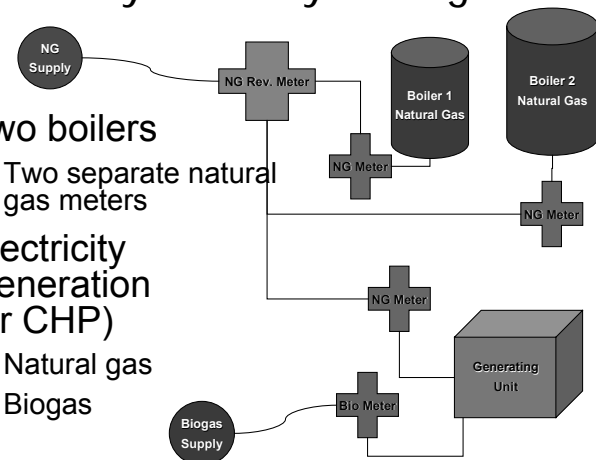 NG
Supply
NG Rev. Meter
Boiler 1
Natural Gas
Boiler 2
Natural Gas
wo boilers
Two separate natural
gas meters
NG Meter
NG Meter
ectricity
eneration
r CHP)
Natural gas
Biogas
NG Meter
Generating
Unit
Bio Meter
Biogas
Supply